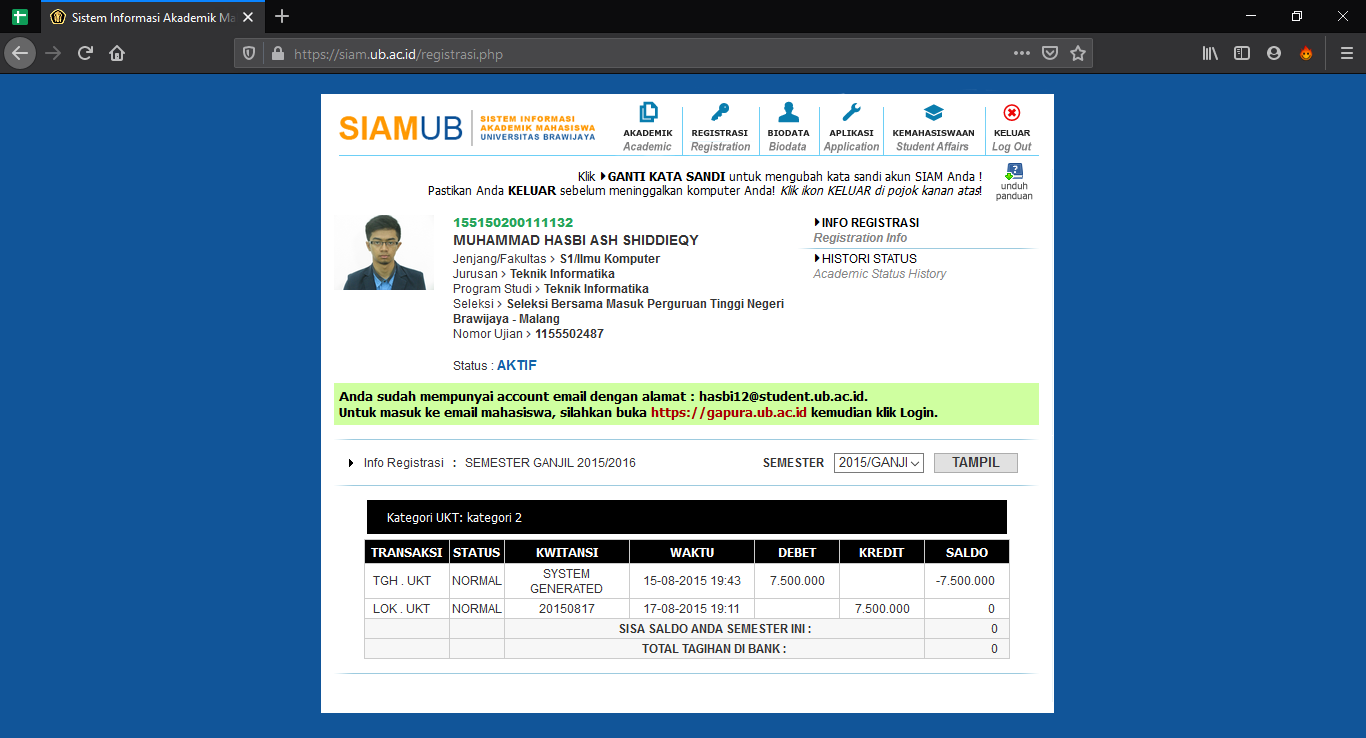 Sistem Informasi Akademik Ma
https://siam.ub.ac.id/registrasi.php
SIAMUB
SISTEM INFORMASI
AKADEMIK MAHASISWA
UNIVERSITAS BRAWIJAYA
AKADEMIK
Academic
REGISTRASI
Registration
BIODATA
Biodata
APLIKASI
Application
KEMAHASISWAAN
Student Affairs
KELUAR
Log Out
Klik GANTI KATA SANDI untuk mengubah kata sandi akun SIAM Anda !
Pastikan Anda KELUAR sebelum meninggalkan komputer Anda! Klik ikon KELUAR di pojok kanan atas!
unduh
panduan
155150200111132
MUHAMMAD HASBI ASH SHIDDIEQY
Jenjang/Fakultas > S1/Ilmu Komputer
Jurusan > Teknik Informatika
Program Studi > Teknik Informatika
Seleksi > Seleksi Bersama Masuk Perguruan Tinggi Negeri
Brawijaya - Malang
Nomor Ujian > 1155502487
Status : AKTIF
INFO REGISTRASI
Registration Info
HISTORI STATUS
Academic Status History
Anda sudah mempunyai account email dengan alamat : hasbi12@student.ub.ac.id.
Untuk masuk ke email mahasiswa, silahkan buka https://gapura.ub.ac.id kemudian klik Login.
Info Registrasi : SEMESTER GANJIL 2015/2016
SEMESTER 2015/GANJI TAMPIL
Kategori UKT: kategori 2
TRANSAKSI STATUS KWITANSI WAKTU DEBET KREDIT SALDO
TGH . UKT NORMAL SYSTEM GENERATED 15-08-2015 19:43 7.500.000 -7.500.000
LOK . UKT NORMAL 20150817 17-08-2015 19:11 7.500.000 0
SISA SALDO ANDA SEMESTER INI : 0
TOTAL TAGIHAN DI BANK : 0